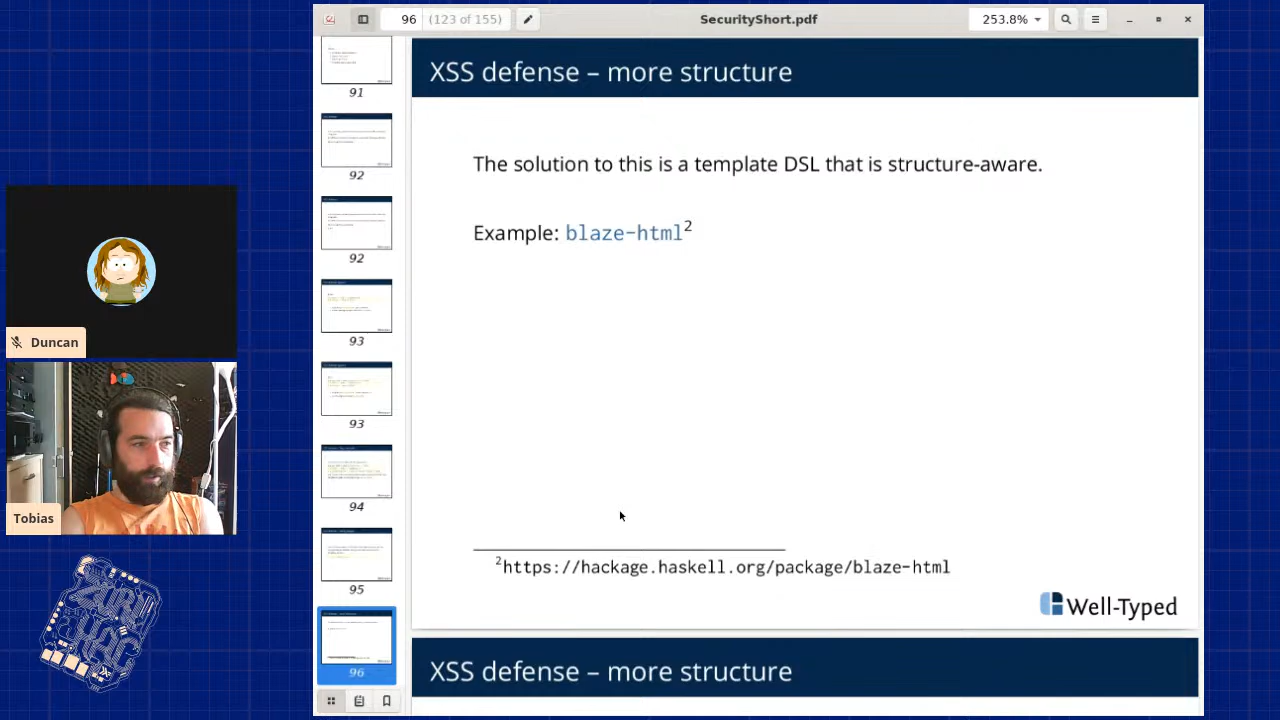 96
(123 of 155)
SecurityShort.pdf
253.8%
91
92
92
93
93
94
95
96
XSS defense – more structure
The solution to this is a template DSL that is structure-aware.
Example: blaze-html2
2https://hackage.haskell.org/package/blaze-html
Well-Typed
XSS defense – more structure
Duncan
Tobias